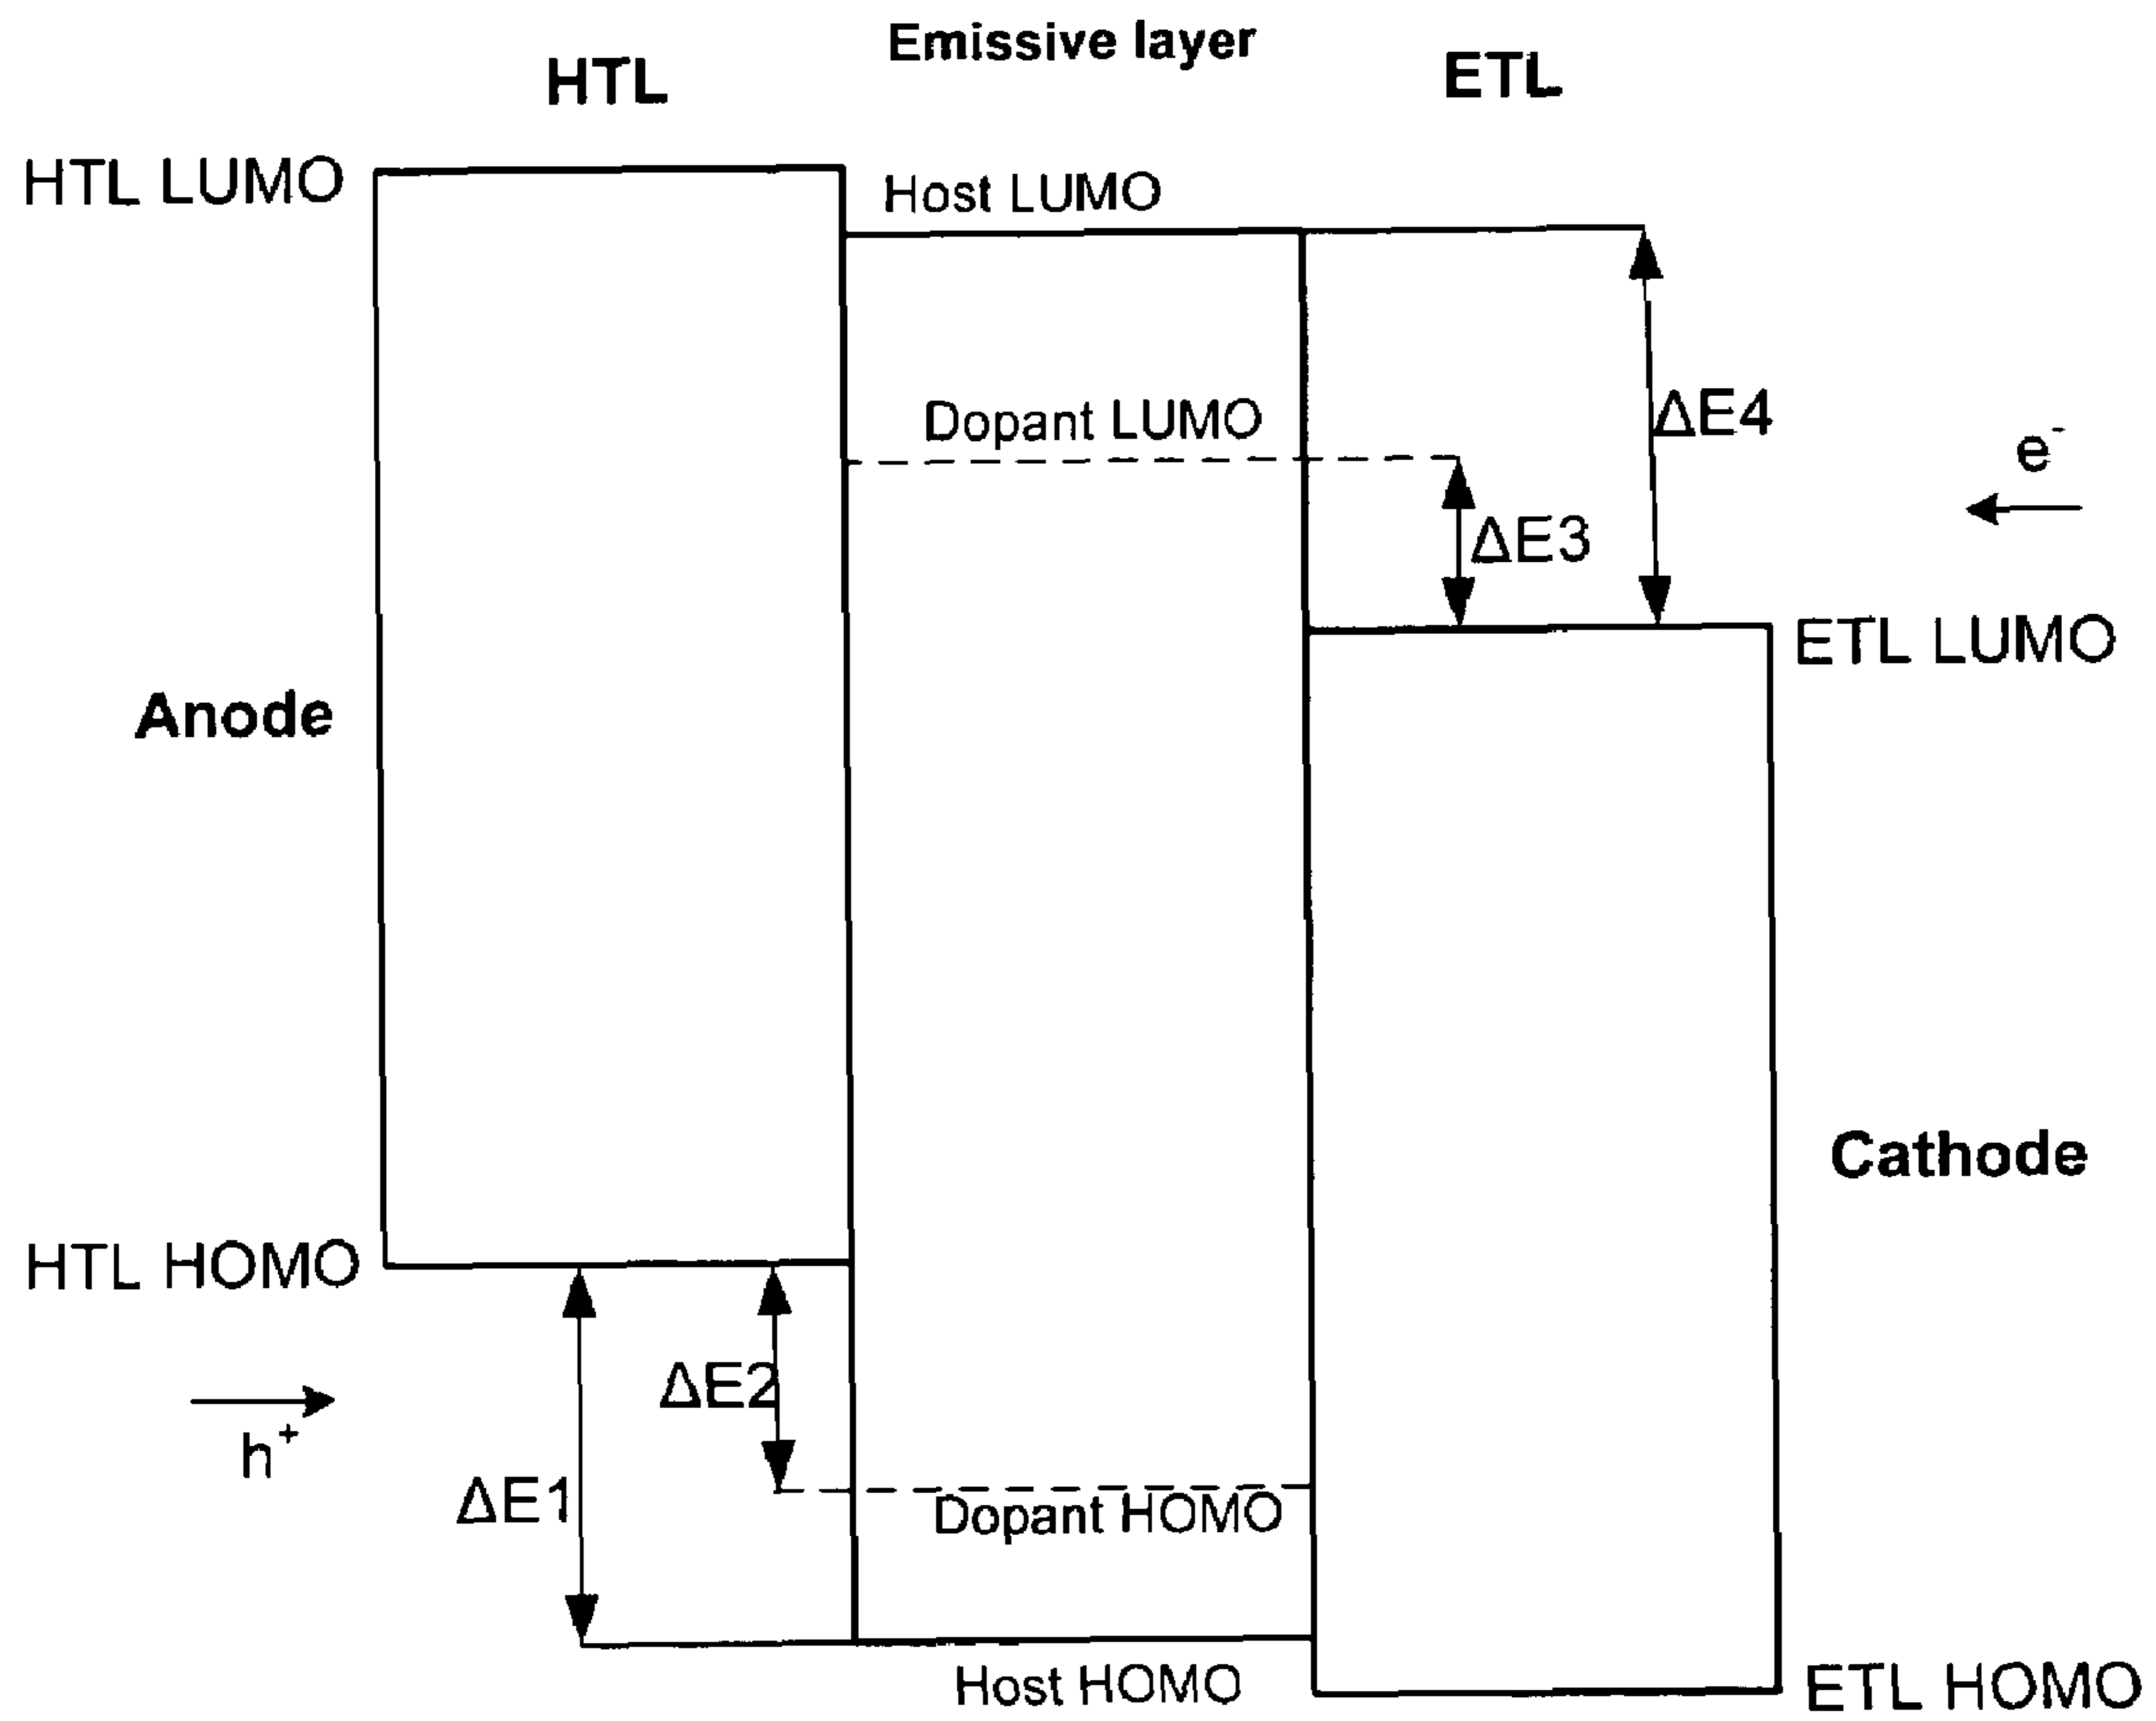 Emissive layer
HTL
ETL
HTL LUMO
Host LUMO
Dopant LUMO
ΔE4
e⁻
ΔE3
ETL LUMO
Anode
Cathode
HTL HOMO
ΔE2
h⁺
ΔE1
Dopant HOMO
Host HOMO
ETL HOMO